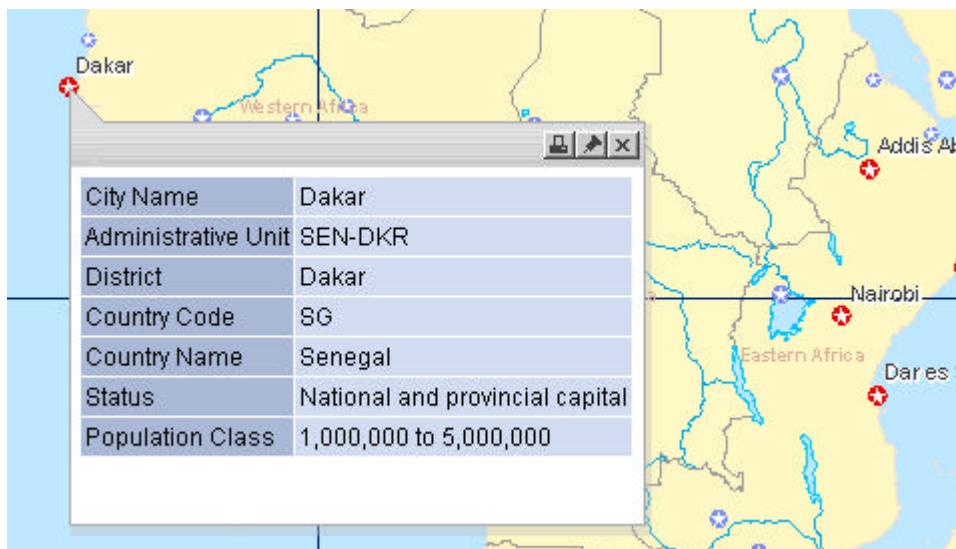 Dakar
Western Africa
Addis Ab
City Name Dakar
Administrative Unit SEN-DKR
District Dakar
Country Code SG
Country Name Senegal
Status National and provincial capital
Population Class 1,000,000 to 5,000,000
Nairobi
Eastern Africa
Dar es